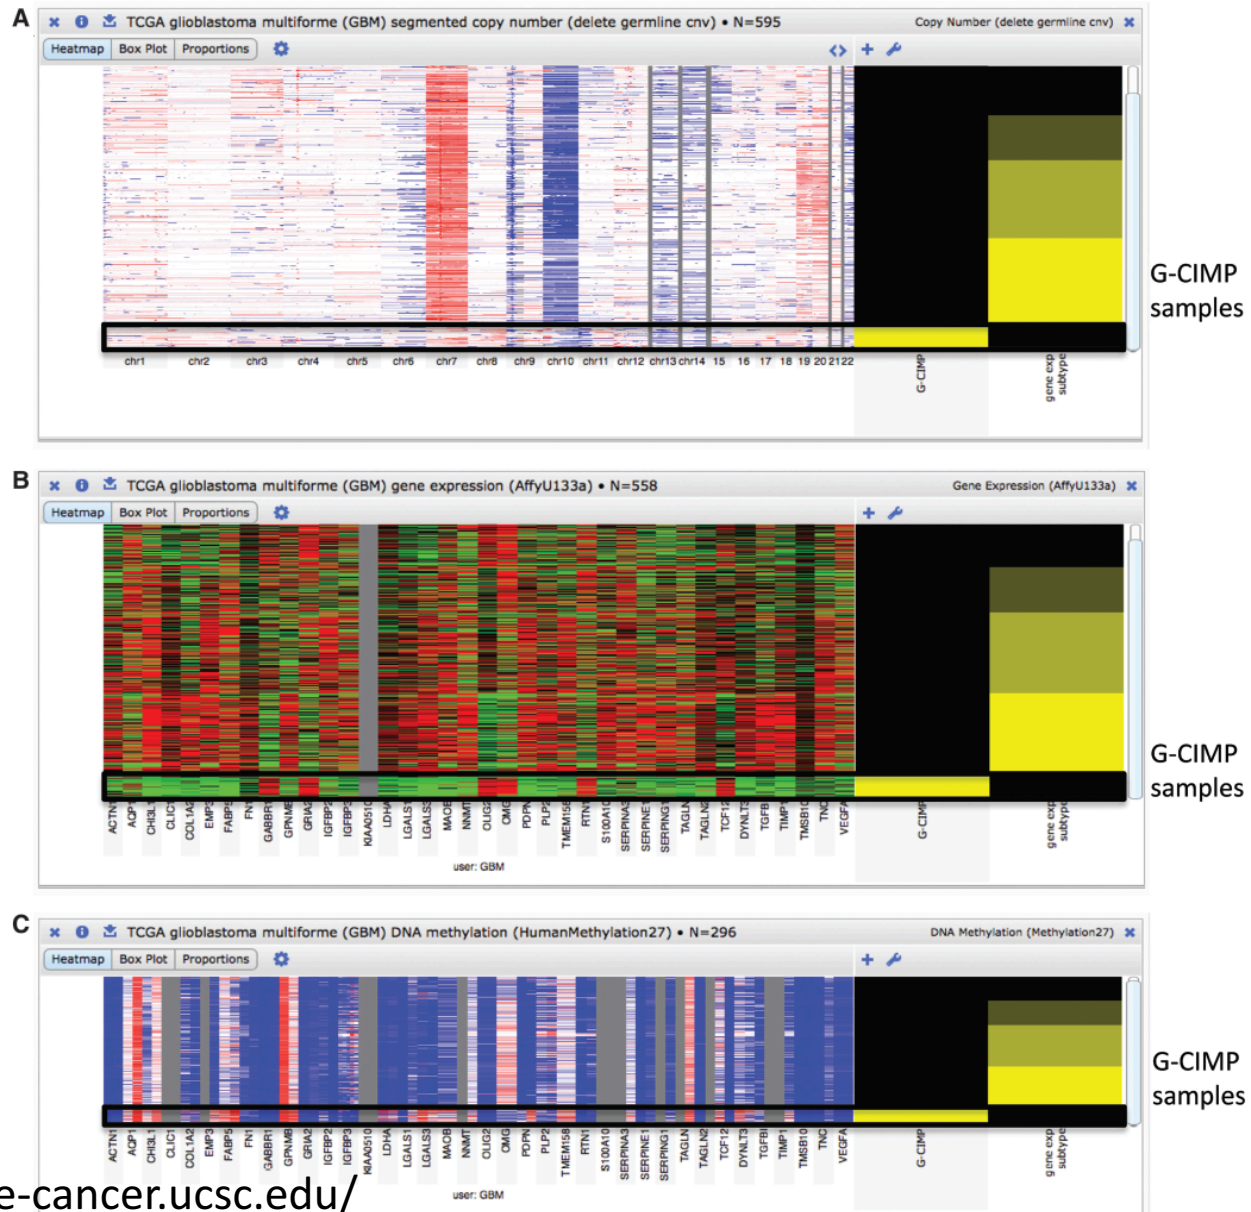 A
TCGA glioblastoma multiforme (GBM) segmented copy number (delete germline cnv) • N=595
Copy Number (delete germline cnv)
Heatmap Box Plot Proportions
G-CIMP
samples
chr1 chr2 chr3 chr4 chr5 chr6 chr7 chr8 chr9 chr10 chr11 chr12 chr13 chr14 15 16 17 18 19 20 21 22
G-CIMP
gene exp
subtype
B
TCGA glioblastoma multiforme (GBM) gene expression (AffyU133a) • N=558
Gene Expression (AffyU133a)
Heatmap Box Plot Proportions
G-CIMP
samples
ACTN1 AQP1 CHI3L1 CLIC1 COL1A2 EMP3 FABP5 FN1 GABBR1 GPNMB GRIA2 IGFBP2 IGFBP3 KIAA0510 LDHA LGALS1 LGALS3 MAOB NNMT OLIG2 OMG PDPN PLP2 TMEM158 RTN1 S100A10 SERPINA3 SERPINE1 SERPING1 TAGLN TAGLN2 TCF12 DYNLT3 TGFBI TIMP1 TMSB10 TNC VEGFA
G-CIMP
gene exp
subtype
user: GBM
C
TCGA glioblastoma multiforme (GBM) DNA methylation (HumanMethylation27) • N=296
DNA Methylation (Methylation27)
Heatmap Box Plot Proportions
G-CIMP
samples
ACTN1 AQP1 CHI3L1 CLIC1 COL1A2 EMP3 FABP5 FN1 GABBR1 GPNMB GRIA2 IGFBP2 IGFBP3 KIAA0510 LDHA LGALS1 LGALS3 MAOB NNMT OLIG2 OMG PDPN PLP2 TMEM158 RTN1 S100A10 SERPINA3 SERPINE1 SERPING1 TAGLN TAGLN2 TCF12 DYNLT3 TGFBI TIMP1 TMSB10 TNC VEGFA
G-CIMP
gene exp
subtype
e-cancer.ucsc.edu/
user: GBM